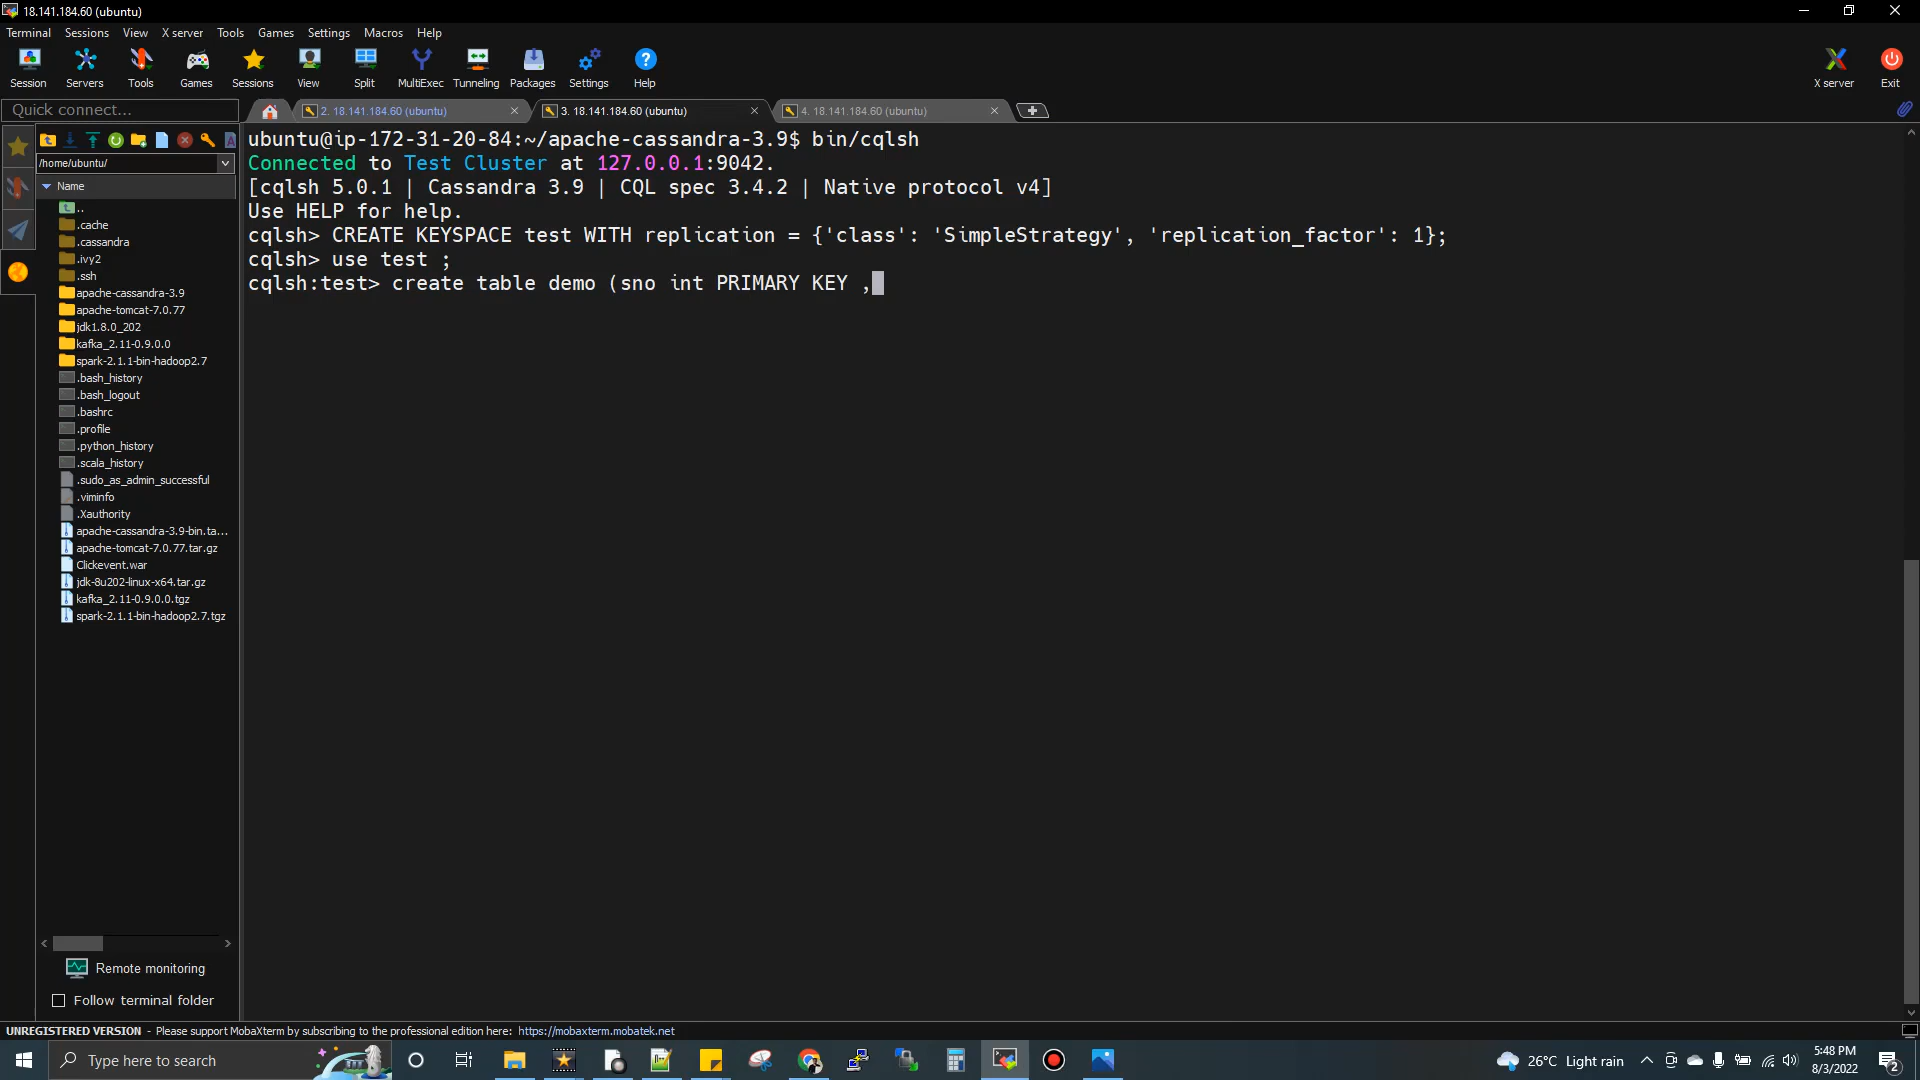 18.141.184.60 (ubuntu)
Terminal Sessions View X server Tools Games Settings Macros Help
Session Servers Tools Games Sessions View Split MultiExec Tunneling Packages Settings Help X server Exit
Quick connect... 2. 18.141.184.60 (ubuntu) 3. 18.141.184.60 (ubuntu) 4. 18.141.184.60 (ubuntu)
/home/ubuntu/
Name
..
.cache
.cassandra
.ivy2
.ssh
apache-cassandra-3.9
apache-tomcat-7.0.77
jdk1.8.0_202
kafka_2.11-0.9.0.0
spark-2.1.1-bin-hadoop2.7
.bash_history
.bash_logout
.bashrc
.profile
.python_history
.scala_history
.sudo_as_admin_successful
.viminfo
.Xauthority
apache-cassandra-3.9-bin.ta...
apache-tomcat-7.0.77.tar.gz
Clickevent.war
jdk-8u202-linux-x64.tar.gz
kafka_2.11-0.9.0.0.tgz
spark-2.1.1-bin-hadoop2.7.tgz
Remote monitoring
Follow terminal folder
ubuntu@ip-172-31-20-84:~/apache-cassandra-3.9$ bin/cqlsh
Connected to Test Cluster at 127.0.0.1:9042.
[cqlsh 5.0.1 | Cassandra 3.9 | CQL spec 3.4.2 | Native protocol v4]
Use HELP for help.
cqlsh> CREATE KEYSPACE test WITH replication = {'class': 'SimpleStrategy', 'replication_factor': 1};
cqlsh> use test ;
cqlsh:test> create table demo (sno int PRIMARY KEY ,
UNREGISTERED VERSION - Please support MobaXterm by subscribing to the professional edition here: https://mobaxterm.mobatek.net
Type here to search
26°C Light rain
5:48 PM
8/3/2022
2